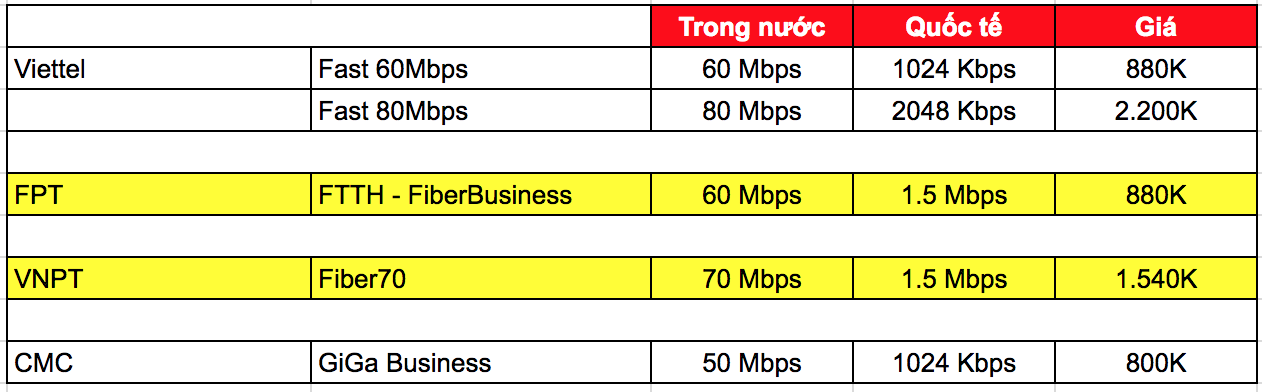 Trong nước Quốc tế Giá
Viettel Fast 60Mbps 60 Mbps 1024 Kbps 880K
Fast 80Mbps 80 Mbps 2048 Kbps 2.200K
FPT FTTH - FiberBusiness 60 Mbps 1.5 Mbps 880K
VNPT Fiber70 70 Mbps 1.5 Mbps 1.540K
CMC GiGa Business 50 Mbps 1024 Kbps 800K